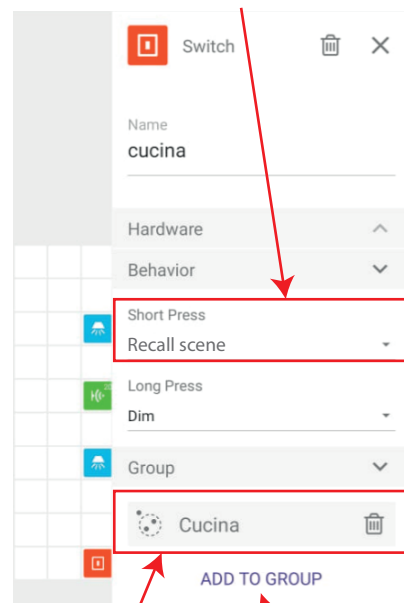 Switch
Name
cucina
Hardware
Behavior
Short Press
Recall scene
Long Press
Dim
Group
Cucina
ADD TO GROUP